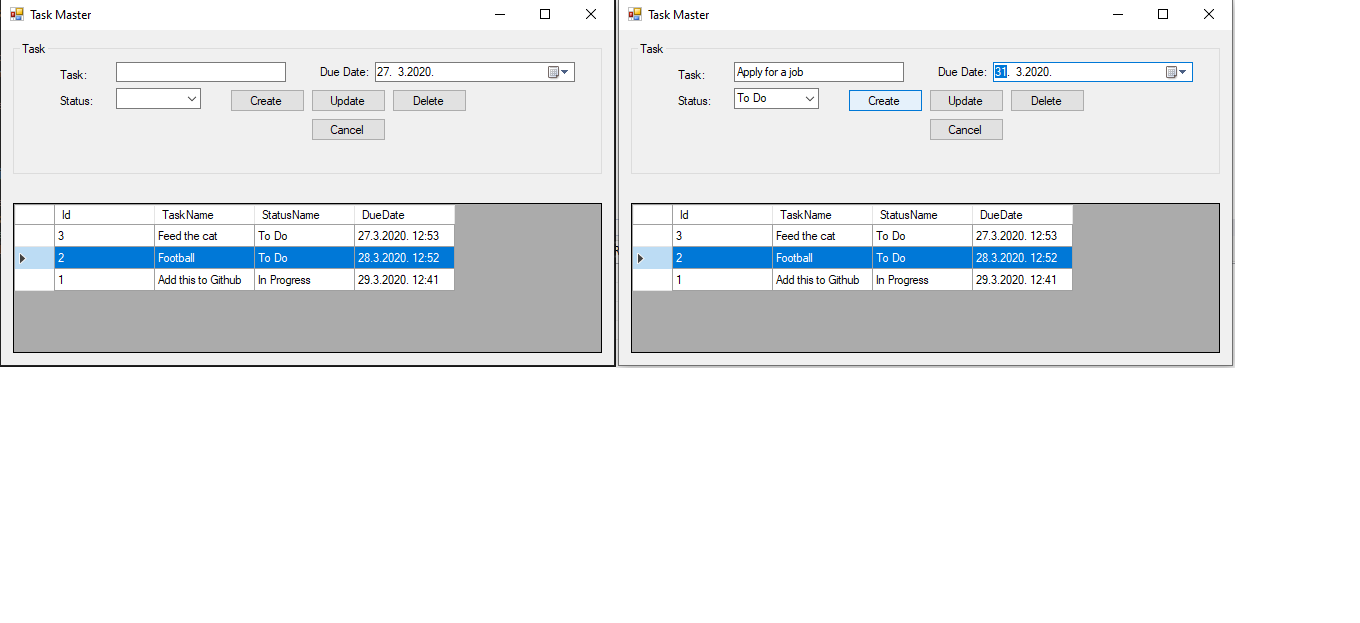 Task Master
Task
Task:
Due Date: 27. 3.2020.
Status:
Create Update Delete
Cancel
Id TaskName StatusName DueDate
3 Feed the cat To Do 27.3.2020. 12:53
2 Football To Do 28.3.2020. 12:52
1 Add this to Github In Progress 29.3.2020. 12:41
Task Master
Task
Task: Apply for a job Due Date: 31. 3.2020.
Status: To Do Create Update Delete
Cancel
Id TaskName StatusName DueDate
3 Feed the cat To Do 27.3.2020. 12:53
2 Football To Do 28.3.2020. 12:52
1 Add this to Github In Progress 29.3.2020. 12:41